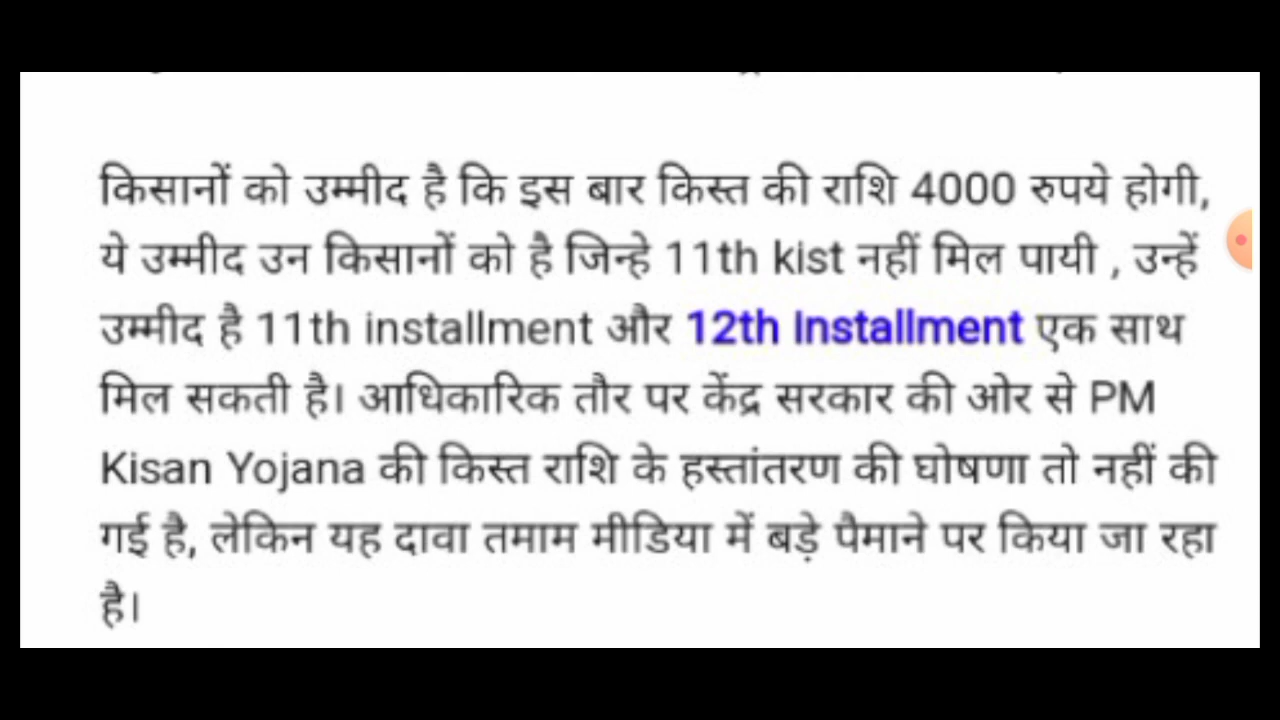 किसानों को उम्मीद है कि इस बार किस्त की राशि 4000 रुपये होगी,
ये उम्मीद उन किसानों को है जिन्हे 11th kist नहीं मिल पायी , उन्हें
उम्मीद है 11th installment और 12th Installment एक साथ
मिल सकती है। आधिकारिक तौर पर केंद्र सरकार की ओर से PM
Kisan Yojana की किस्त राशि के हस्तांतरण की घोषणा तो नहीं की
गई है, लेकिन यह दावा तमाम मीडिया में बड़े पैमाने पर किया जा रहा
है।